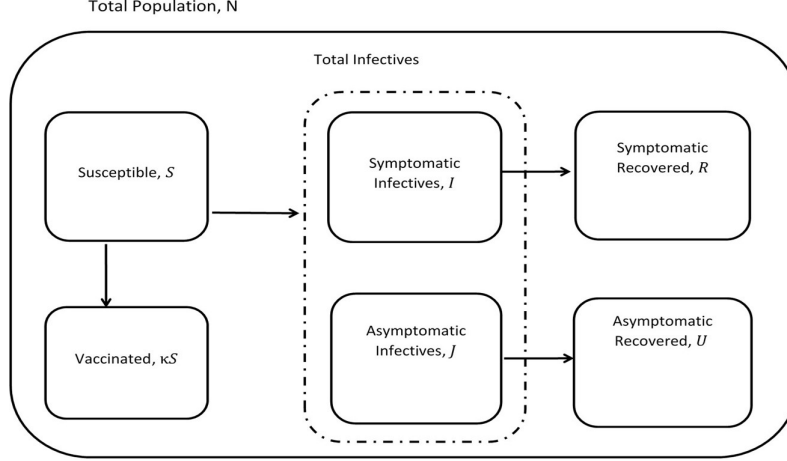 Total Population, N
Total Infectives
Susceptible, S
Symptomatic
Infectives, I
Symptomatic
Recovered, R
Vaccinated, κS
Asymptomatic
Infectives, J
Asymptomatic
Recovered, U